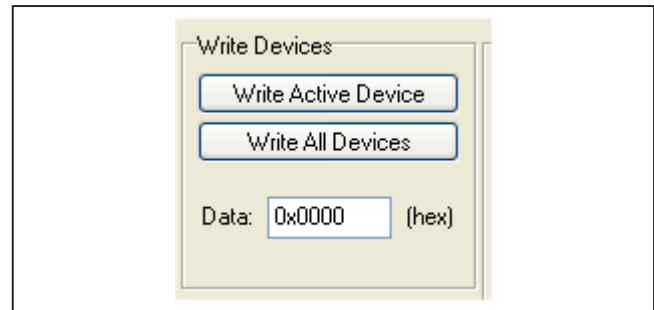 Write Devices
Write Active Device
Write All Devices
Data: 0x0000 (hex)